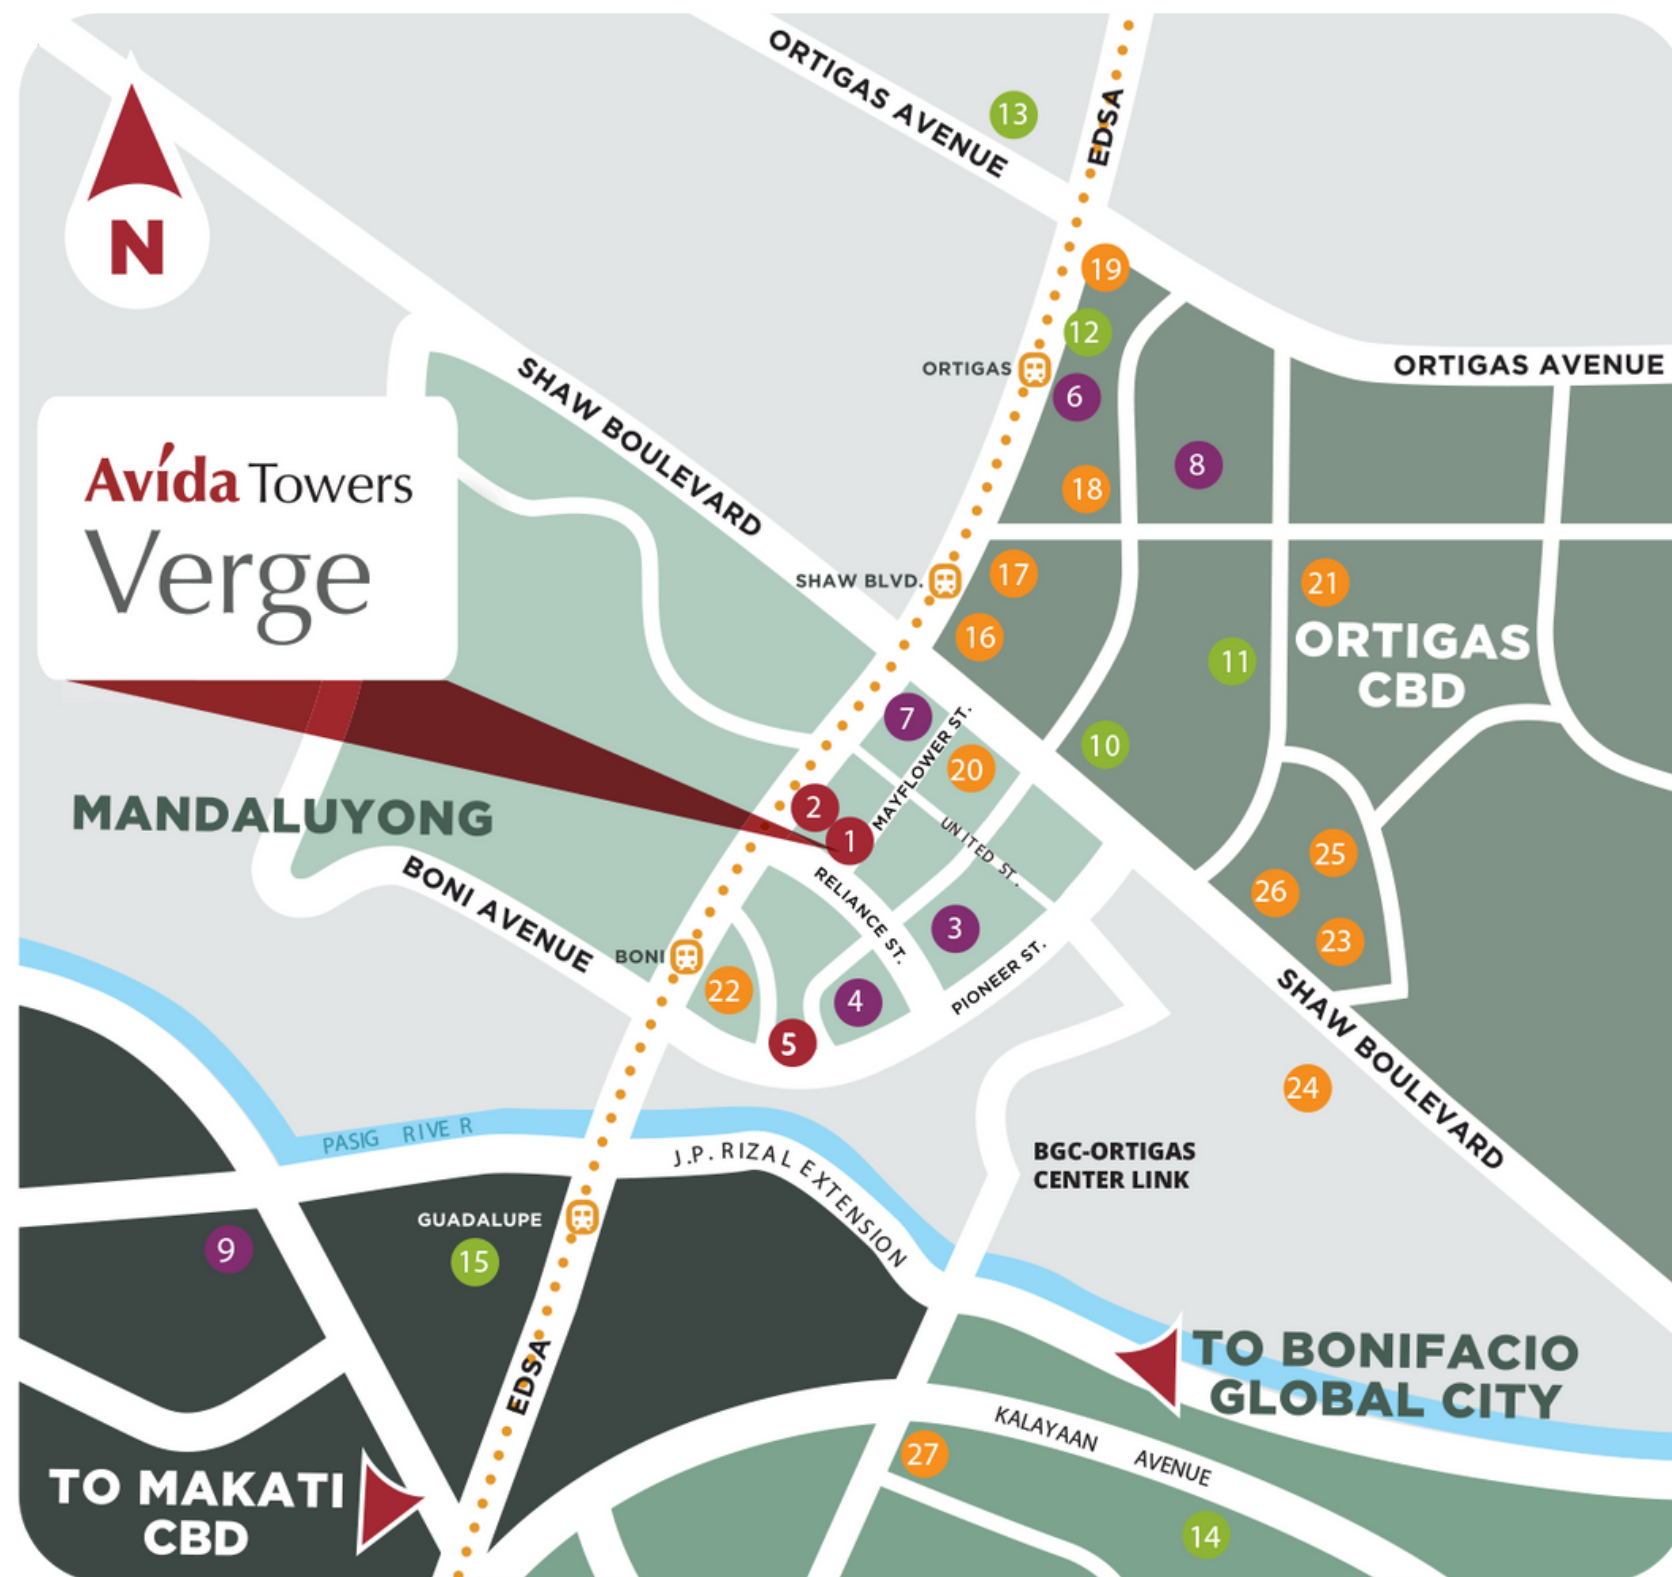 ORTIGAS AVENUE
EDSA
13
N
19
12
ORTIGAS
6
ORTIGAS AVENUE
SHAW BOULEVARD
8
18
Avída Towers
Verge
SHAW BLVD.
17
21
16
ORTIGAS
CBD
11
7
MAYFLOWER ST.
10
20
MANDALUYONG
2
1
UNITED ST.
25
BONI AVENUE
RELIANCE ST.
26
3
23
BONI
PIONEER ST.
22
4
5
SHAW BOULEVARD
24
PASIG RIVER
J.P. RIZAL EXTENSION
BGC-ORTIGAS
CENTER LINK
GUADALUPE
9
15
EDSA
TO BONIFACIO
GLOBAL CITY
KALAYAAN AVENUE
27
TO MAKATI
CBD
14